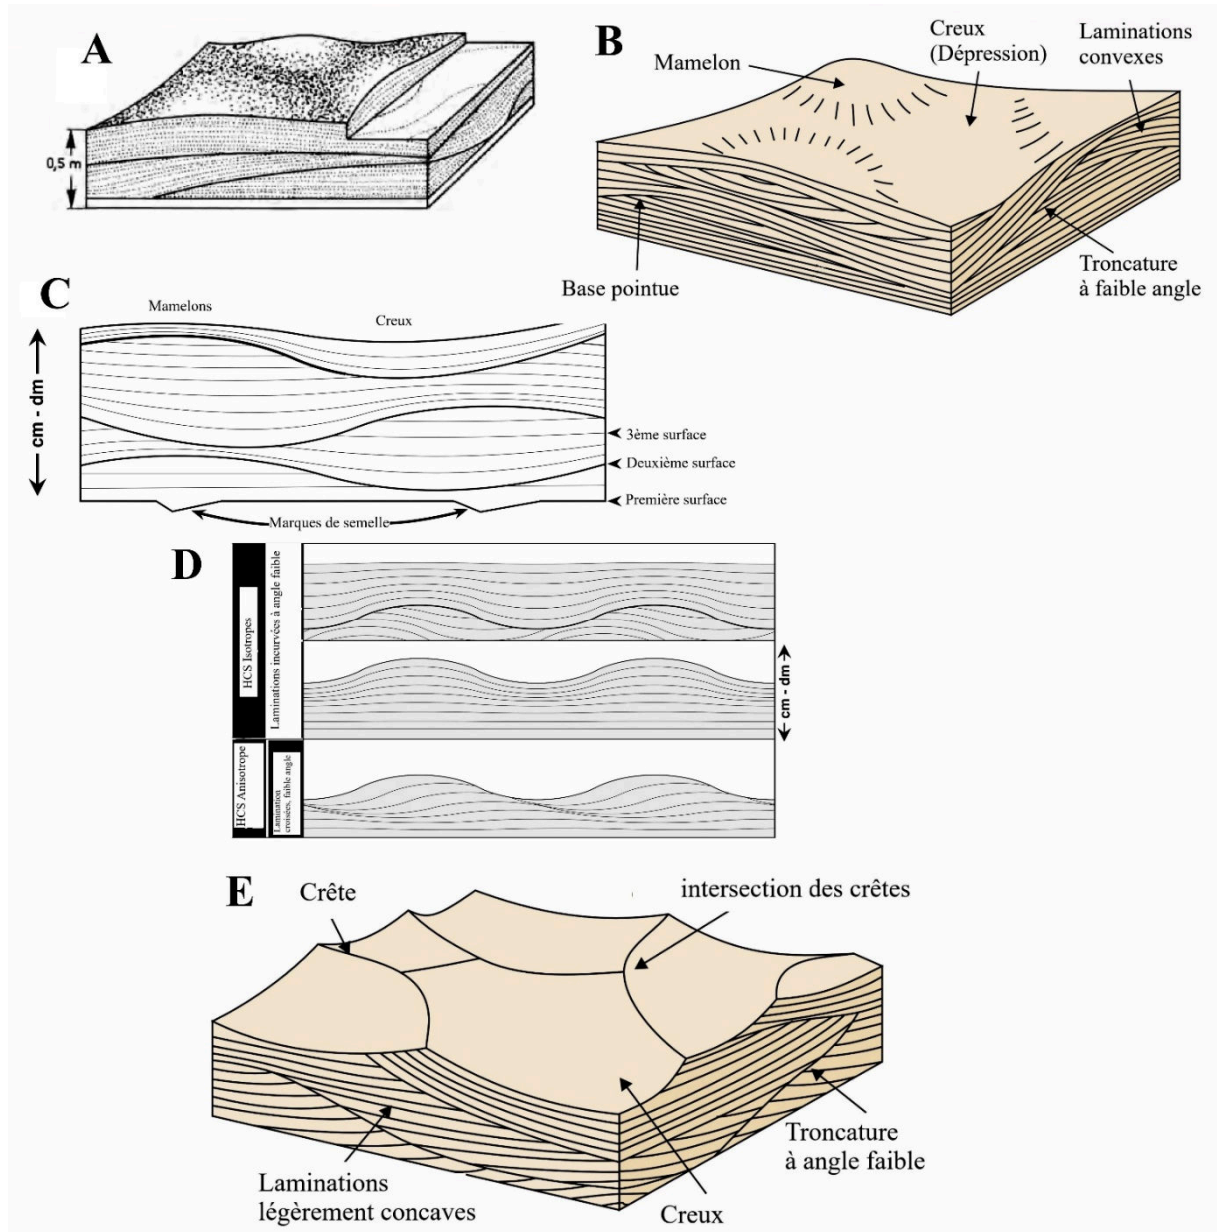 A
0,5 m
B
Mamelon
Creux
(Dépression)
Laminations
convexes
Base pointue
Troncature
à faible angle
C
Mamelons
Creux
cm - dm
3ème surface
Deuxième surface
Première surface
Marques de semelle
D
HCS Isotropes
Laminations incurvées à angle faible
cm - dm
HCS Anisotrope
Lamination
croisées, faible angle
E
Crête
intersection des crêtes
Laminations
légèrement concaves
Creux
Troncature
à angle faible